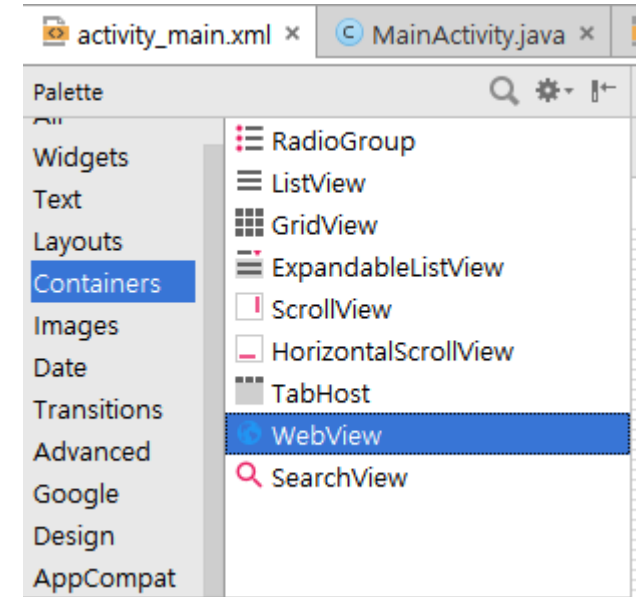 activity_main.xml
MainActivity.java
Palette
Widgets
Text
Layouts
Containers
Images
Date
Transitions
Advanced
Google
Design
AppCompat
RadioGroup
ListView
GridView
ExpandableListView
ScrollView
HorizontalScrollView
TabHost
WebView
SearchView